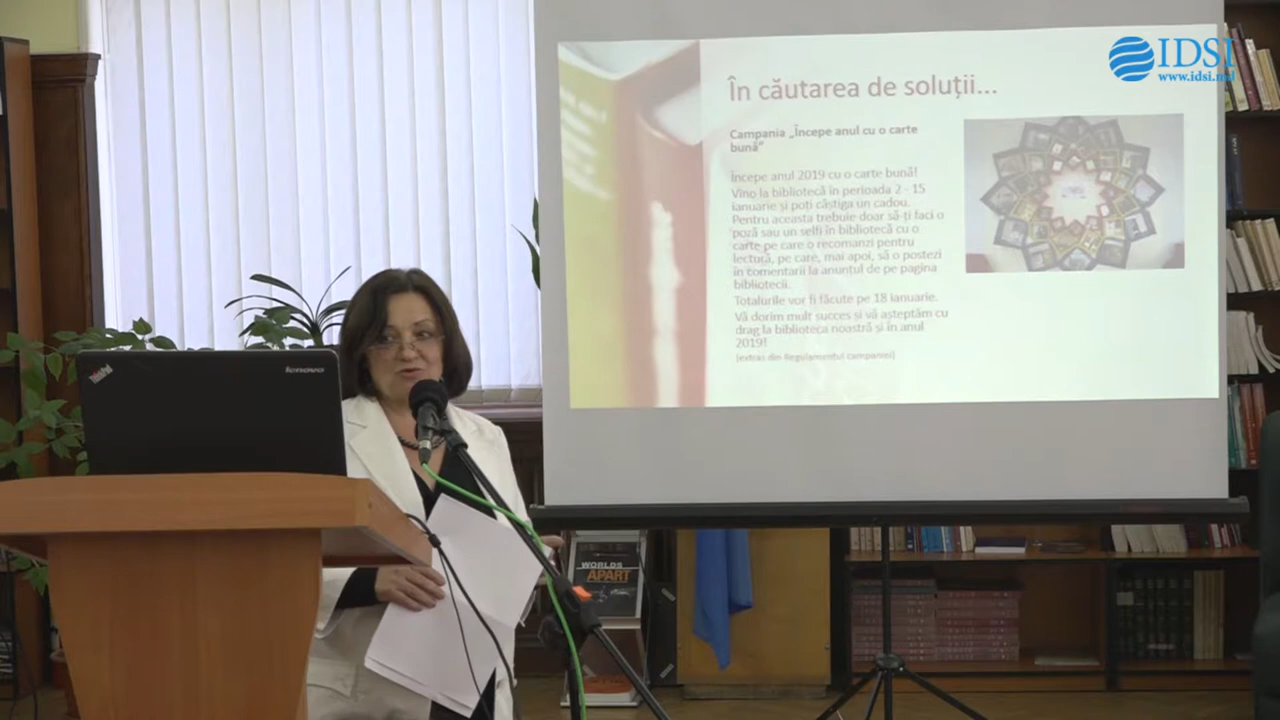 IDSI
www.idsi.md
În căutarea de soluții...
Campania „Începe anul cu o carte
bună"
Începe anul 2019 cu o carte bună!
Vino la bibliotecă în perioada 2 - 15
ianuarie și poți câștiga un cadou.
Pentru aceasta trebuie doar să-ți faci o
poză sau un selfi în bibliotecă cu o
carte pe care o recomanzi pentru
lectură, pe care, mai apoi, să o postezi
în comentarii la anunțul de pe pagina
bibliotecii.
Totalurile vor fi făcute pe 18 ianuarie.
Vă dorim mult succes și vă așteptăm cu
drag la biblioteca noastră și în anul
2019!
(extras din Regulamentul campaniei)
ThinkPad
lenovo
WORLDS
APART